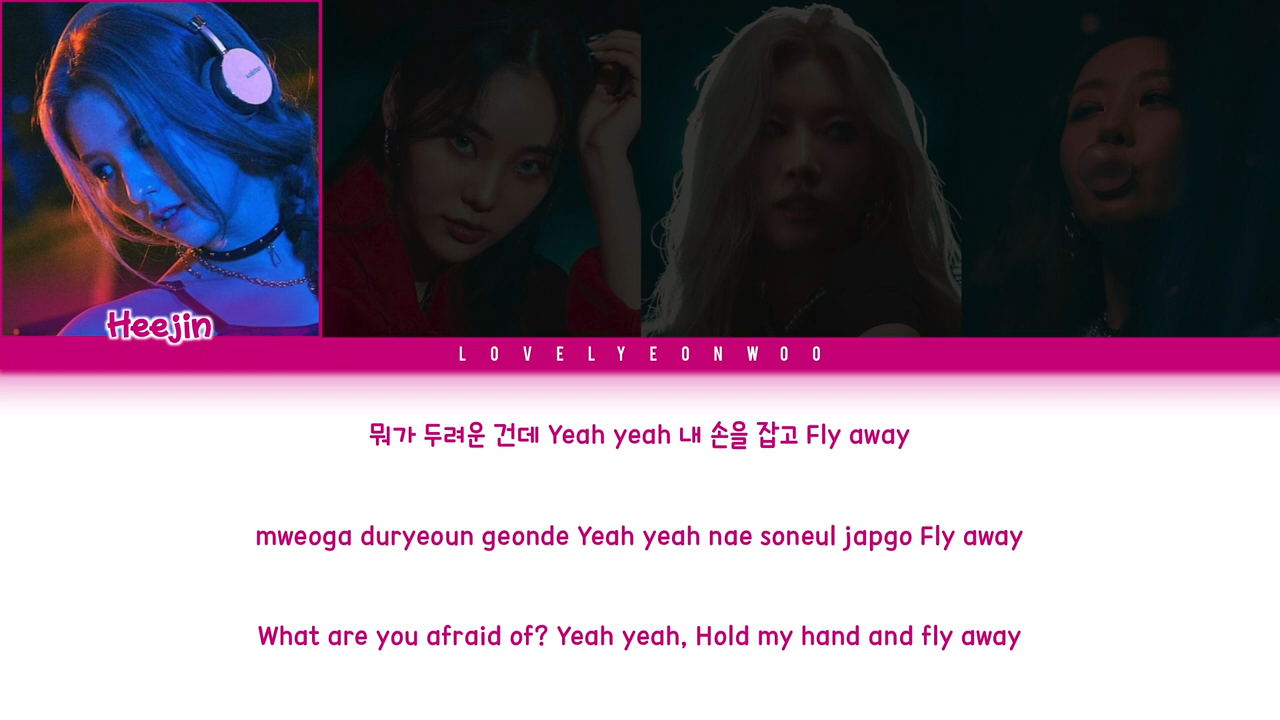 Heejin
LOVELYEONWOO
뭐가 두려운 건데 Yeah yeah 내 손을 잡고 Fly away
mweoga duryeoun geonde Yeah yeah nae soneul japgo Fly away
What are you afraid of? Yeah yeah, Hold my hand and fly away